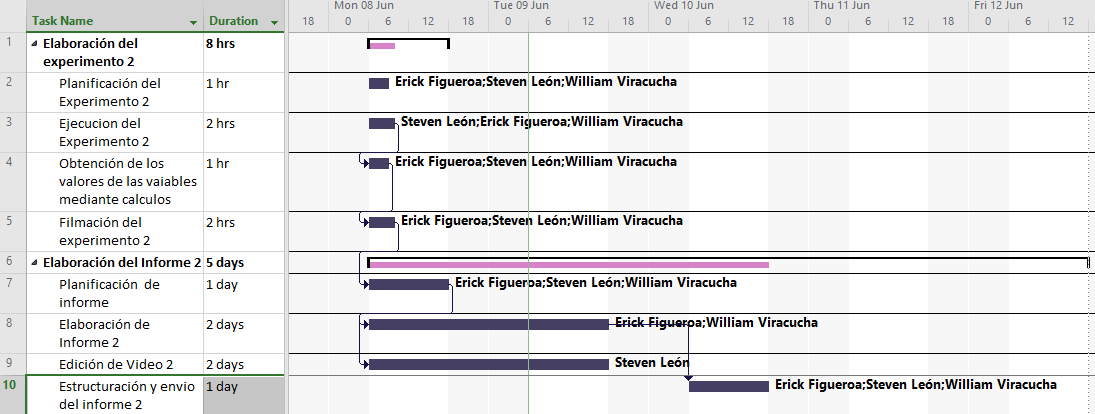 Mon 08 Jun Tue 09 Jun Wed 10 Jun Thu 11 Jun Fri 12 Jun
Task Name Duration 18 0 6 12 18 0 6 12 18 0 6 12 18 0 6 12 18 0 6 12
1 Elaboración del 8 hrs
experimento 2
2 Planificación del 1 hr Erick Figueroa;Steven León;William Viracucha
Experimento 2
3 Ejecucion del 2 hrs Steven León;Erick Figueroa;William Viracucha
Experimento 2
4 Obtención de los 1 hr Erick Figueroa;Steven León;William Viracucha
valores de las vaiables
mediante calculos
5 Filmación del 2 hrs Erick Figueroa;Steven León;William Viracucha
experimento 2
6 Elaboración del Informe 2 5 days
7 Planificación de 1 day Erick Figueroa;Steven León;William Viracucha
informe
8 Elaboración de 2 days Erick Figueroa;William Viracucha
Informe 2
9 Edición de Video 2 2 days Steven León
10 Estructuración y envio 1 day Erick Figueroa;Steven León;William Viracucha
del informe 2